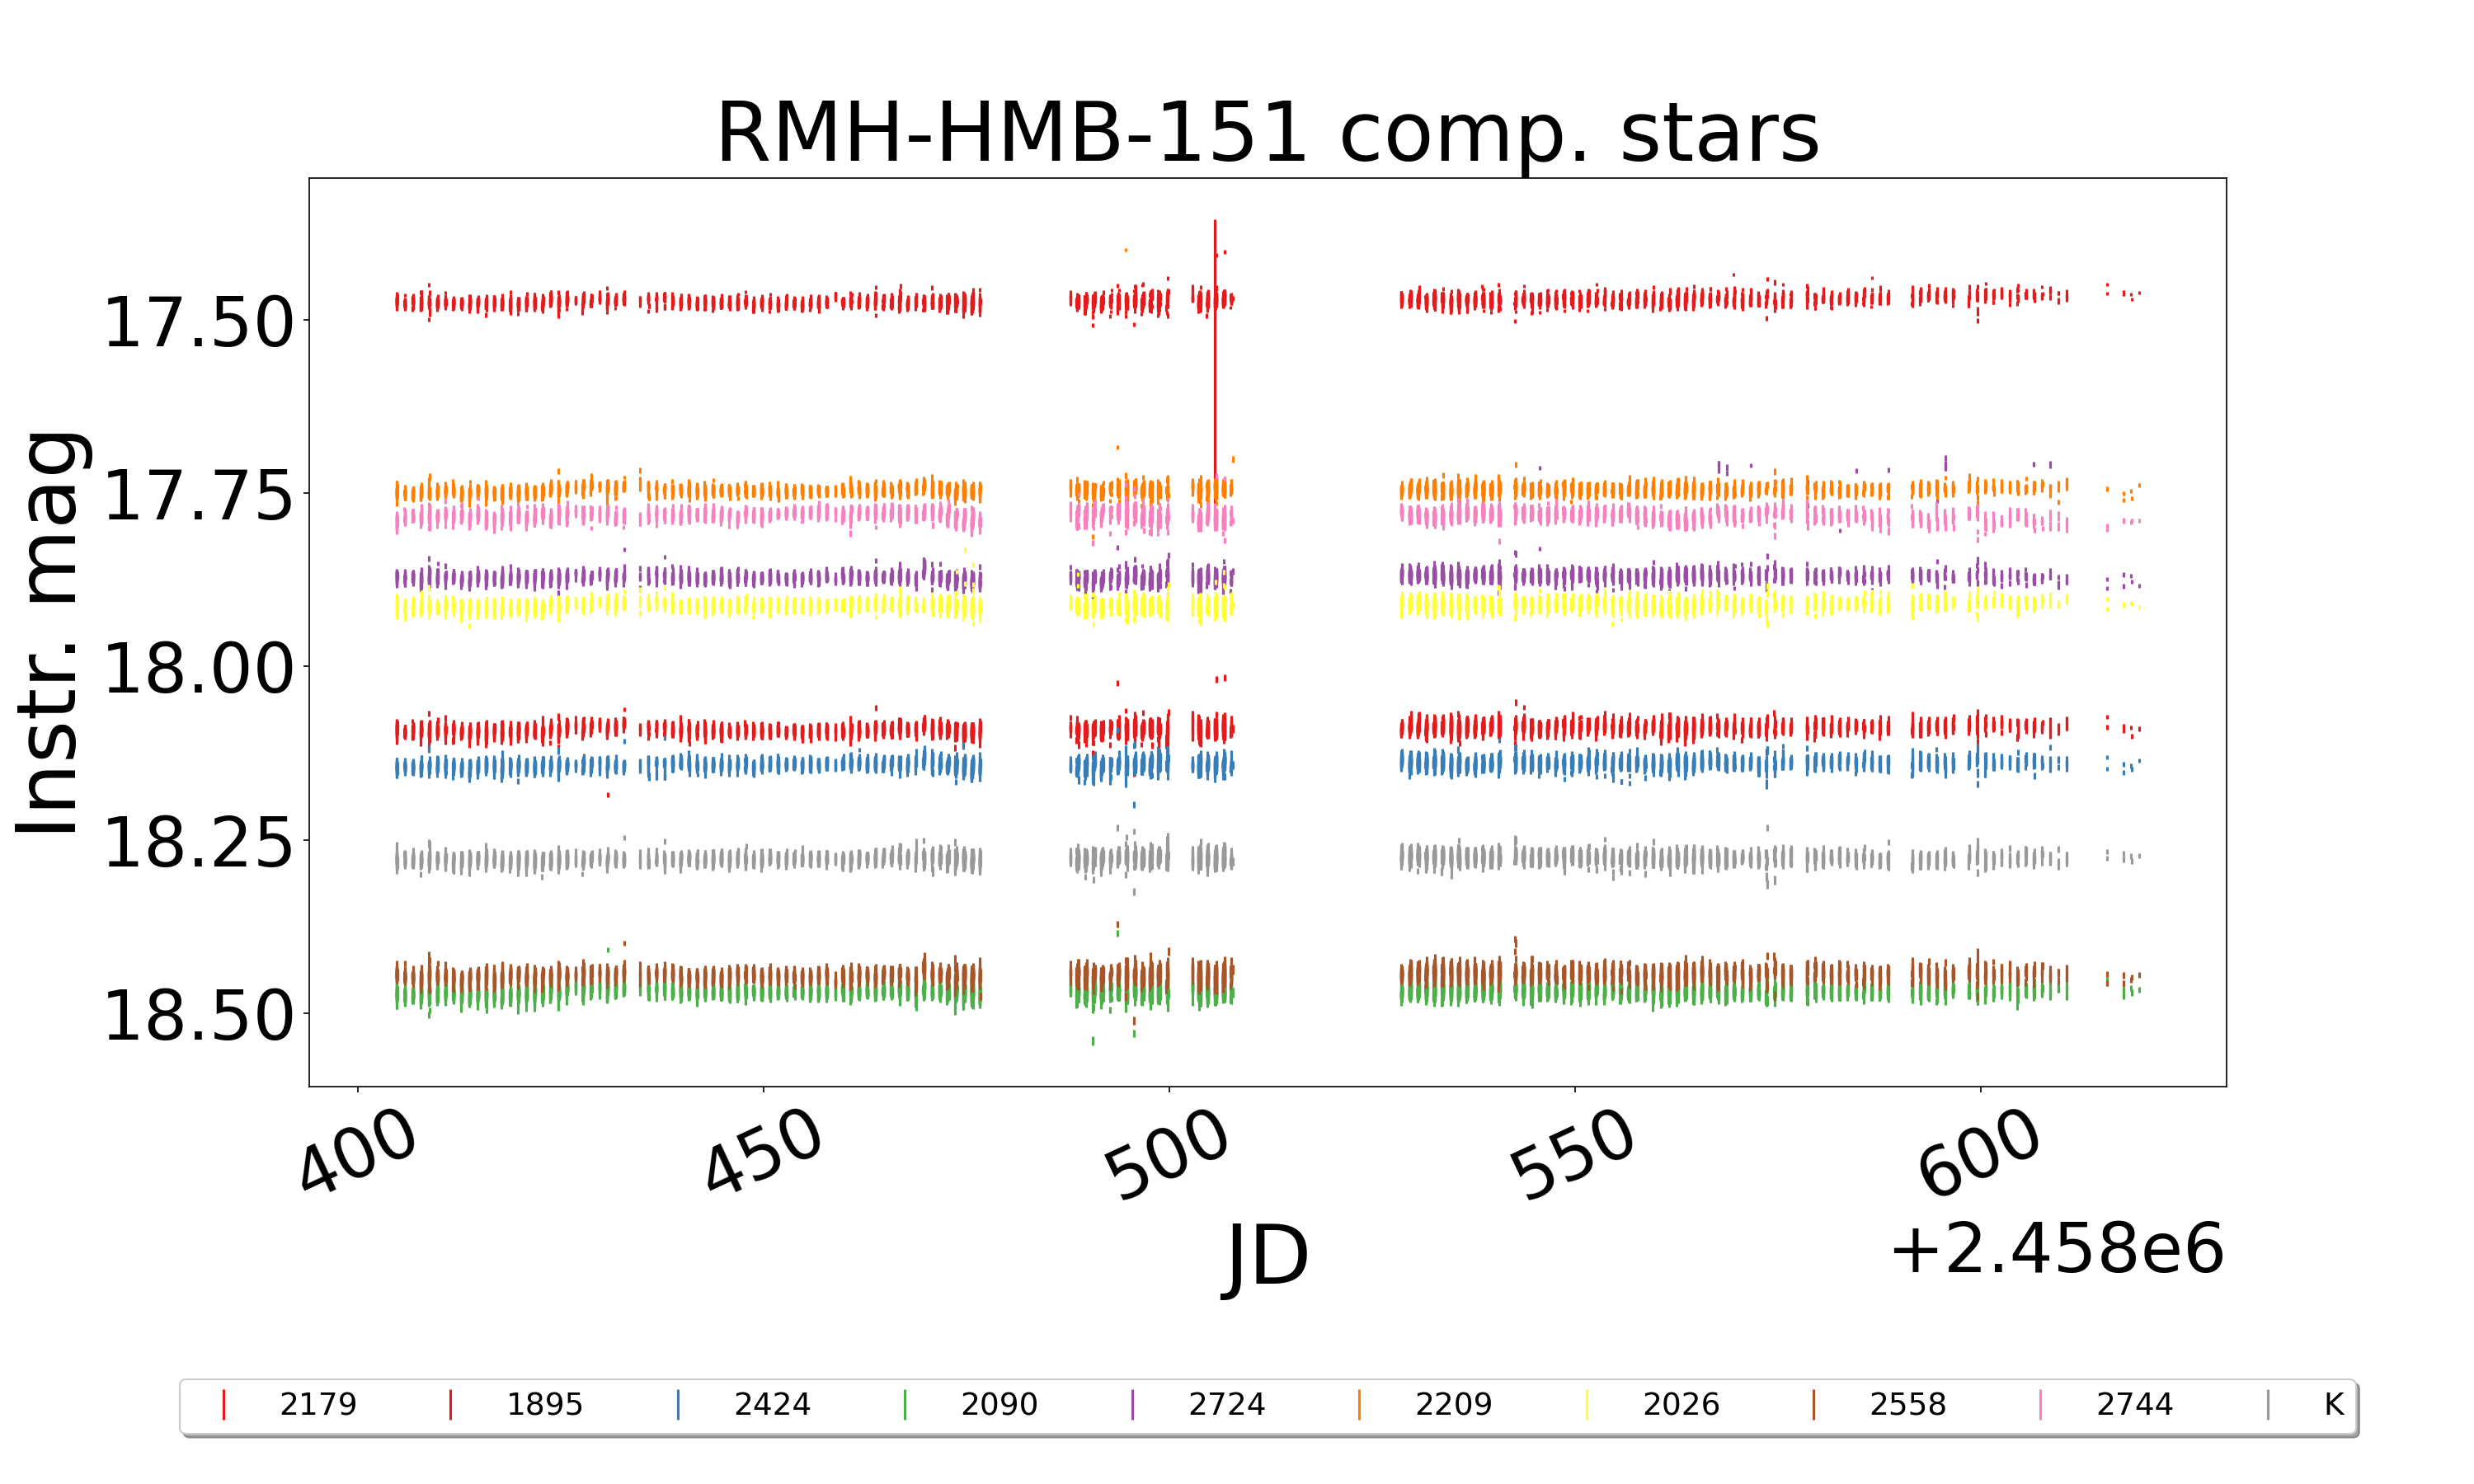 RMH-HMB-151 comp. stars
Instr. mag
17.50
17.75
18.00
18.25
18.50
400 450 500 550 600
JD
+2.458e6
2179 1895 2424 2090 2724 2209 2026 2558 2744 K